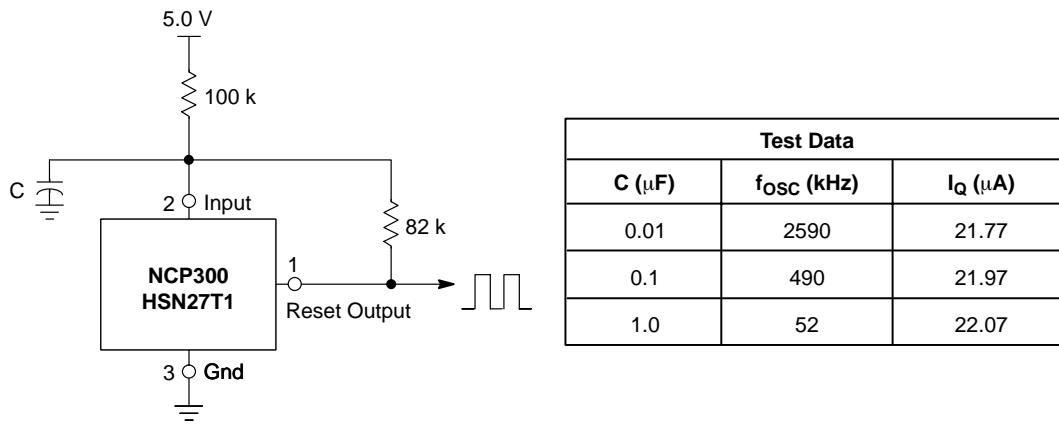 5.0 V
100 k
C
2 Input
82 k
NCP300
HSN27T1
1
Reset Output
3 Gnd
Test Data
C (μF) fOSC (kHz) IQ (μA)
0.01 2590 21.77
0.1 490 21.97
1.0 52 22.07